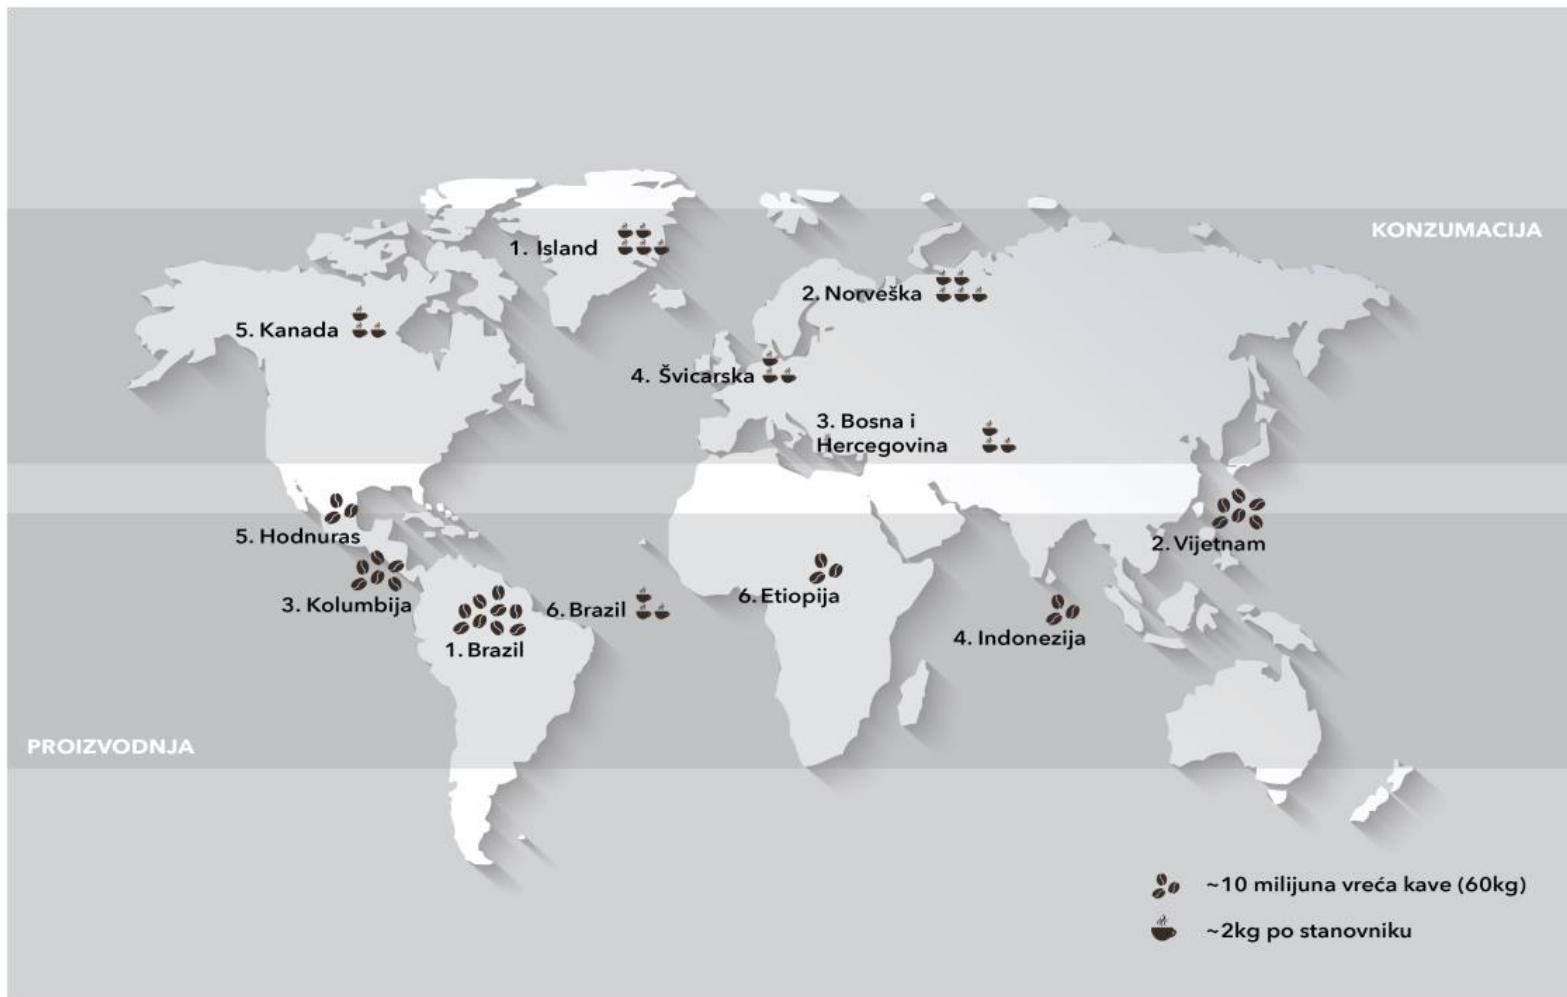 KONZUMACIJA
1. Island
2. Norveška
5. Kanada
4. Švicarska
3. Bosna i
Hercegovina
5. Hodnuras
2. Vijetnam
3. Kolumbija
6. Brazil
6. Etiopija
1. Brazil
4. Indonezija
PROIZVODNJA
~10 milijuna vreća kave (60kg)
~2kg po stanovniku